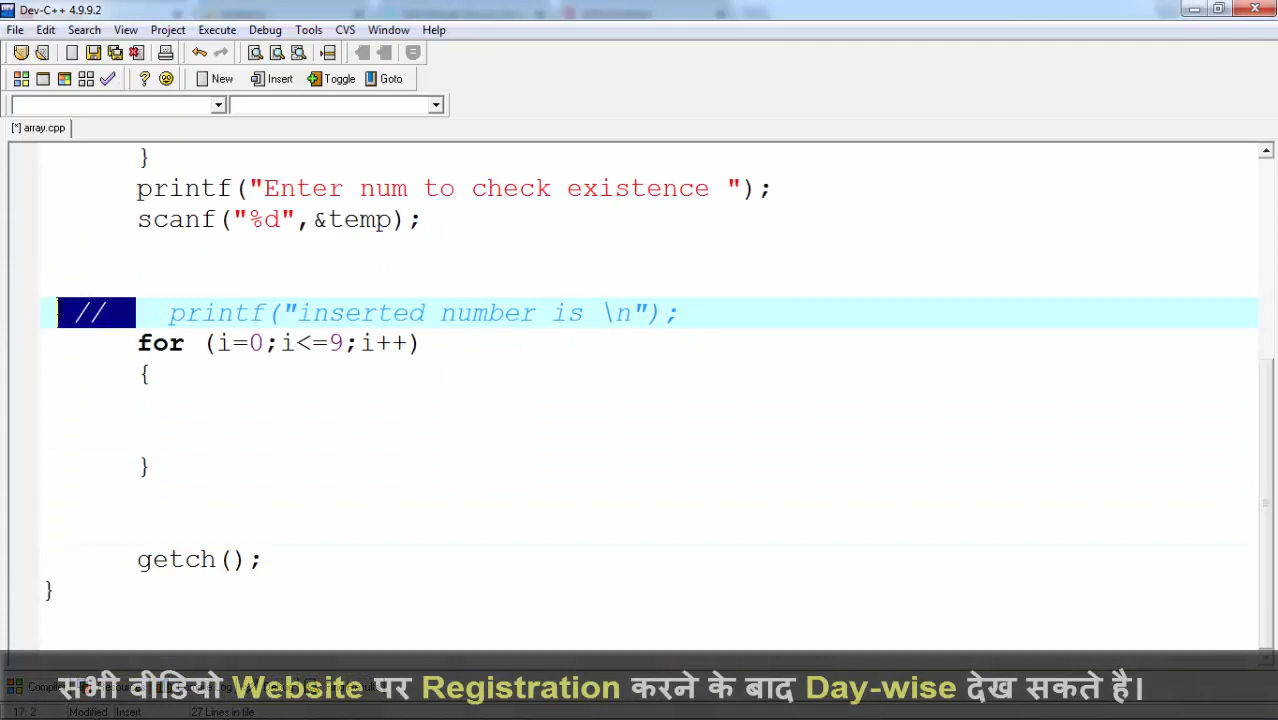 Dev-C++ 4.9.9.2
File Edit Search View Project Execute Debug Tools CVS Window Help
New Insert Toggle Goto
[*] array.cpp
}
printf("Enter num to check existence ");
scanf("%d",&temp);
// printf("inserted number is \n");
for (i=0;i<=9;i++)
{
}
getch();
}
सभी वीडियो Website पर Registration करने के बाद Day-wise देख सकते है।
17: 2 Modified Insert 27 Lines in file